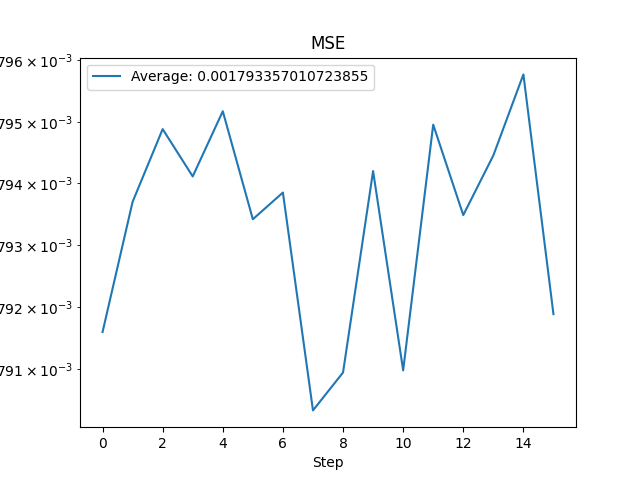 MSE
Average: 0.001793357010723855
796 × 10⁻³
795 × 10⁻³
794 × 10⁻³
793 × 10⁻³
792 × 10⁻³
791 × 10⁻³
0 2 4 6 8 10 12 14
Step